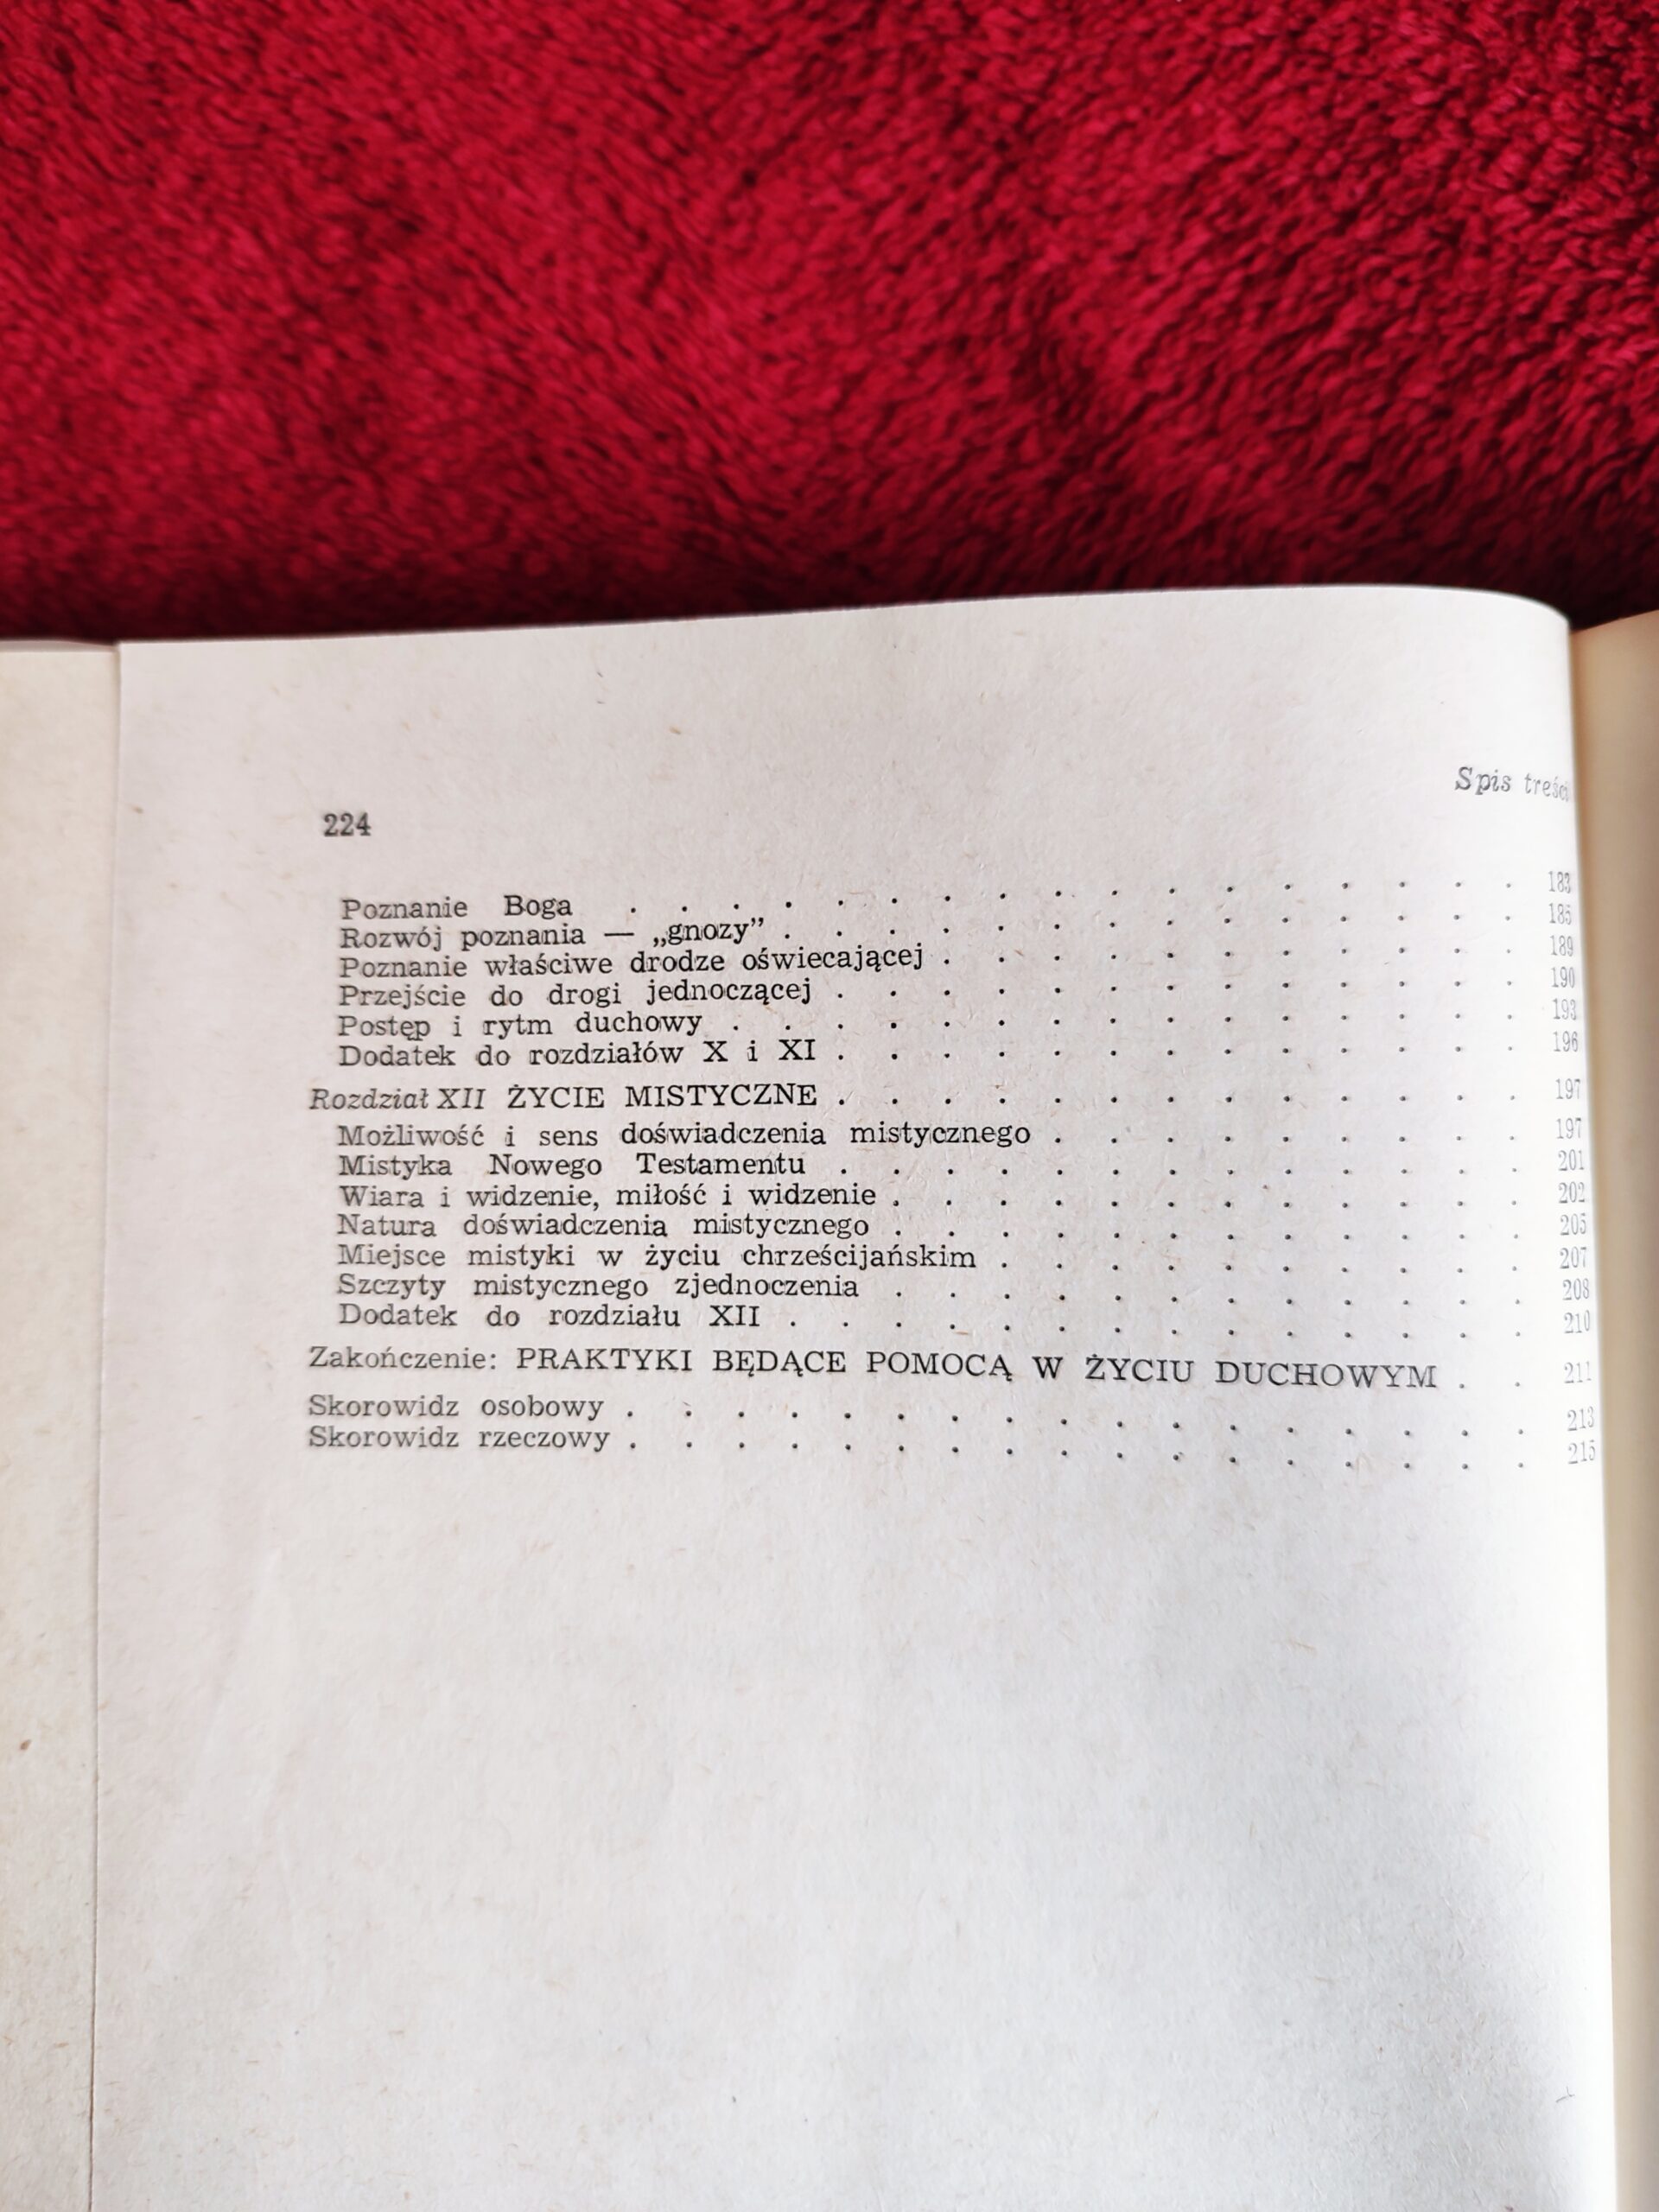 Spis treści
224
Poznanie Boga . . . . . . . . . . . . . . . . . 183
Rozwój poznania — „gnozy” . . . . . . . . . . . . . . 185
Poznanie właściwe drodze oświecającej . . . . . . . . . . . 189
Przejście do drogi jednoczącej . . . . . . . . . . . . . 190
Postęp i rytm duchowy . . . . . . . . . . . . . . . 193
Dodatek do rozdziałów X i XI . . . . . . . . . . . . . 196
Rozdział XII ŻYCIE MISTYCZNE . . . . . . . . . . . . . 197
Możliwość i sens doświadczenia mistycznego . . . . . . . . . 197
Mistyka Nowego Testamentu . . . . . . . . . . . . . 201
Wiara i widzenie, miłość i widzenie . . . . . . . . . . . . 202
Natura doświadczenia mistycznego . . . . . . . . . . . . 205
Miejsce mistyki w życiu chrześcijańskim . . . . . . . . . . 207
Szczyty mistycznego zjednoczenia . . . . . . . . . . . . 208
Dodatek do rozdziału XII . . . . . . . . . . . . . . 210
Zakończenie: PRAKTYKI BĘDĄCE POMOCĄ W ŻYCIU DUCHOWYM . . 211
Skorowidz osobowy . . . . . . . . . . . . . . . . . 213
Skorowidz rzeczowy . . . . . . . . . . . . . . . . . 215